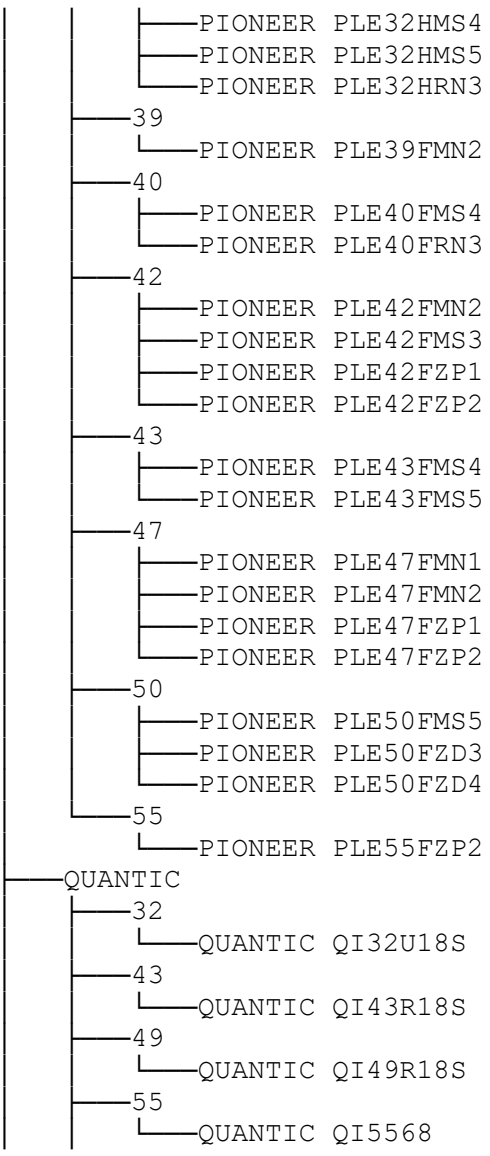 PIONEER PLE32HMS4
PIONEER PLE32HMS5
PIONEER PLE32HRN3
39
PIONEER PLE39FMN2
40
PIONEER PLE40FMS4
PIONEER PLE40FRN3
42
PIONEER PLE42FMN2
PIONEER PLE42FMS3
PIONEER PLE42FZP1
PIONEER PLE42FZP2
43
PIONEER PLE43FMS4
PIONEER PLE43FMS5
47
PIONEER PLE47FMN1
PIONEER PLE47FMN2
PIONEER PLE47FZP1
PIONEER PLE47FZP2
50
PIONEER PLE50FMS5
PIONEER PLE50FZD3
PIONEER PLE50FZD4
55
PIONEER PLE55FZP2
QUANTIC
32
QUANTIC QI32U18S
43
QUANTIC QI43R18S
49
QUANTIC QI49R18S
55
QUANTIC QI5568